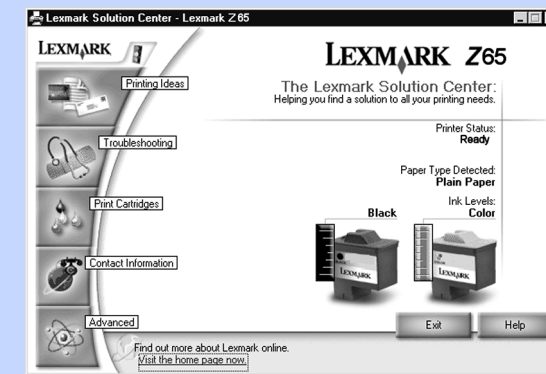 Lexmark Solution Center - Lexmark Z65
LEXMARK
LEXMARK Z65
Printing Ideas
The Lexmark Solution Center:
Helping you find a solution to all your printing needs.
Printer Status:
Ready
Troubleshooting
Paper Type Detected:
Plain Paper
Print Cartridges
Ink Levels:
Black
Color
LEXMARK
LEXMARK
Contact Information
Advanced
Exit
Help
Find out more about Lexmark online.
Visit the home page now.